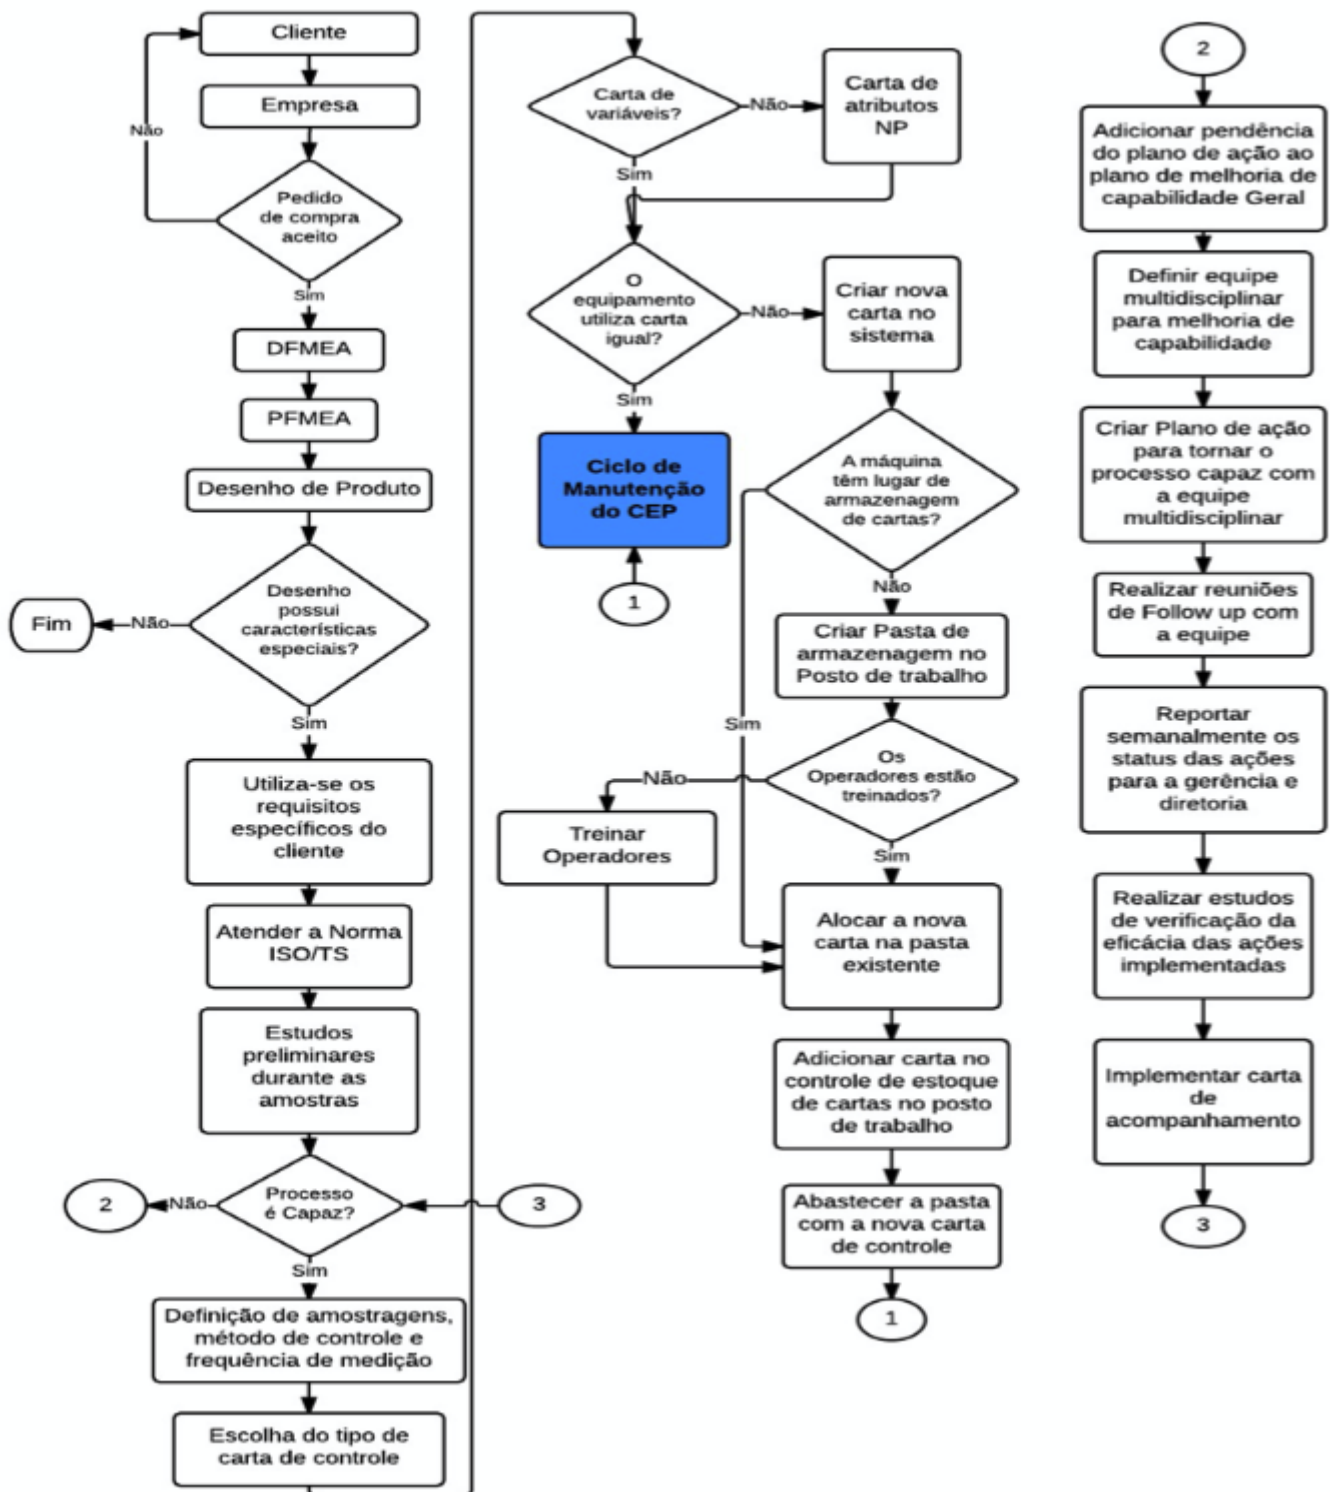 Cliente
Empresa
Não
Pedido
de compra
aceito
Sim
DFMEA
PFMEA
Desenho de Produto
Desenho
possui
características
especiais?
Não
Fim
Sim
Utiliza-se os
requisitos
específicos do
cliente
Atender a Norma
ISO/TS
Estudos
preliminares
durante as
amostras
Processo
é Capaz?
Não
2
3
Sim
Definição de amostragens,
método de controle e
frequência de medição
Escolha do tipo de
carta de controle
Carta de
variáveis?
Não
Carta de
atributos
NP
Sim
O
equipamento
utiliza carta
igual?
Não
Criar nova
carta no
sistema
Sim
Ciclo de
Manutenção
do CEP
1
A máquina
têm lugar de
armazenagem
de cartas?
Não
Sim
Criar Pasta de
armazenagem no
Posto de trabalho
Os
Operadores estão
treinados?
Não
Treinar
Operadores
Sim
Alocar a nova
carta na pasta
existente
Adicionar carta no
controle de estoque
de cartas no posto
de trabalho
Abastecer a pasta
com a nova carta
de controle
1
2
Adicionar pendência
do plano de ação ao
plano de melhoria de
capabilidade Geral
Definir equipe
multidisciplinar
para melhoria de
capabilidade
Criar Plano de ação
para tornar o
processo capaz com
a equipe
multidisciplinar
Realizar reuniões
de Follow up com
a equipe
Reportar
semanalmente os
status das ações
para a gerência e
diretoria
Realizar estudos
de verificação da
eficácia das ações
implementadas
Implementar carta
de
acompanhamento
3